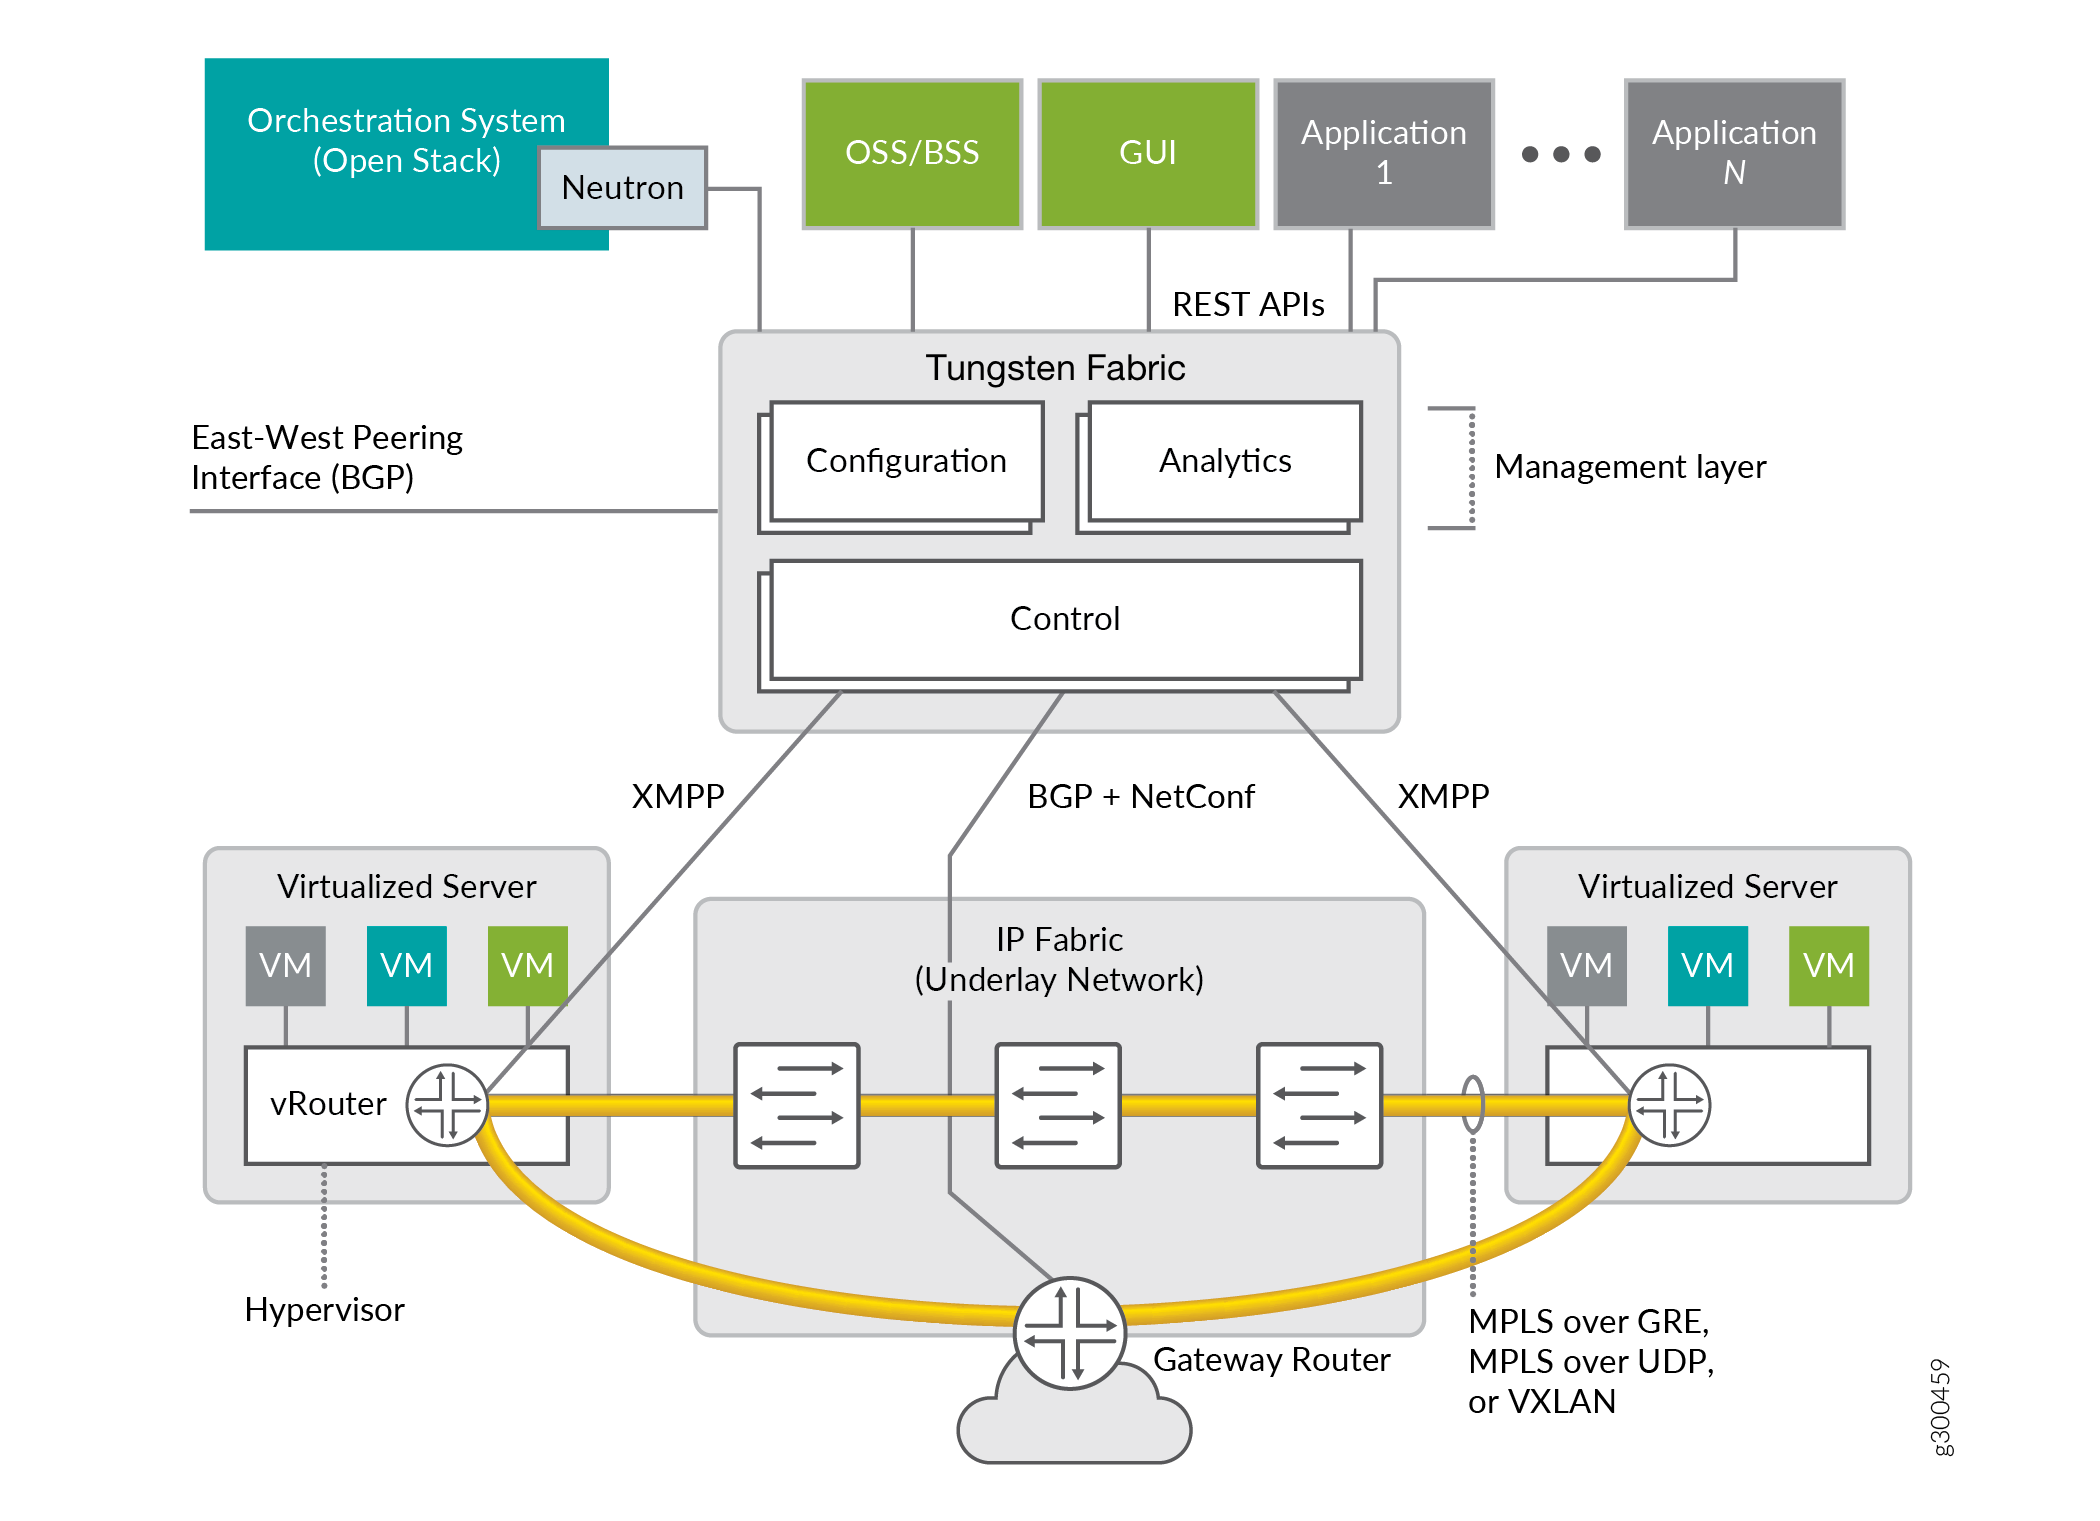 Orchestration System
(Open Stack)
Neutron
OSS/BSS
GUI
Application
1
Application
N
REST APIs
Tungsten Fabric
Configuration
Analytics
Control
East-West Peering
Interface (BGP)
Management layer
XMPP
BGP + NetConf
XMPP
Virtualized Server
VM
VM
VM
vRouter
Hypervisor
IP Fabric
(Underlay Network)
Virtualized Server
VM
VM
VM
Gateway Router
MPLS over GRE,
MPLS over UDP,
or VXLAN
g300459